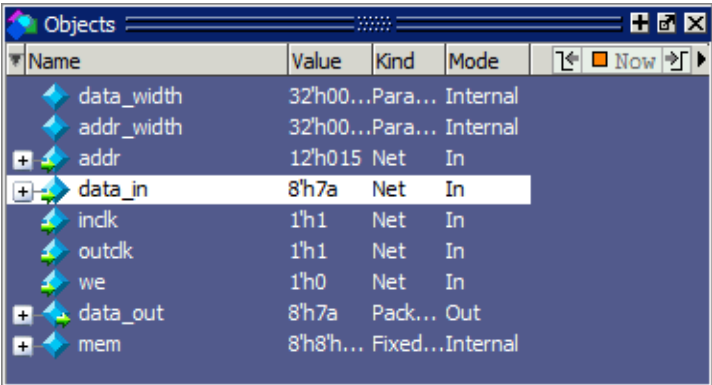 Objects
Name Value Kind Mode Now
data_width 32'h00... Para... Internal
addr_width 32'h00... Para... Internal
addr 12'h015 Net In
data_in 8'h7a Net In
inclk 1'h1 Net In
outclk 1'h1 Net In
we 1'h0 Net In
data_out 8'h7a Pack... Out
mem 8'h8'h... Fixed... Internal